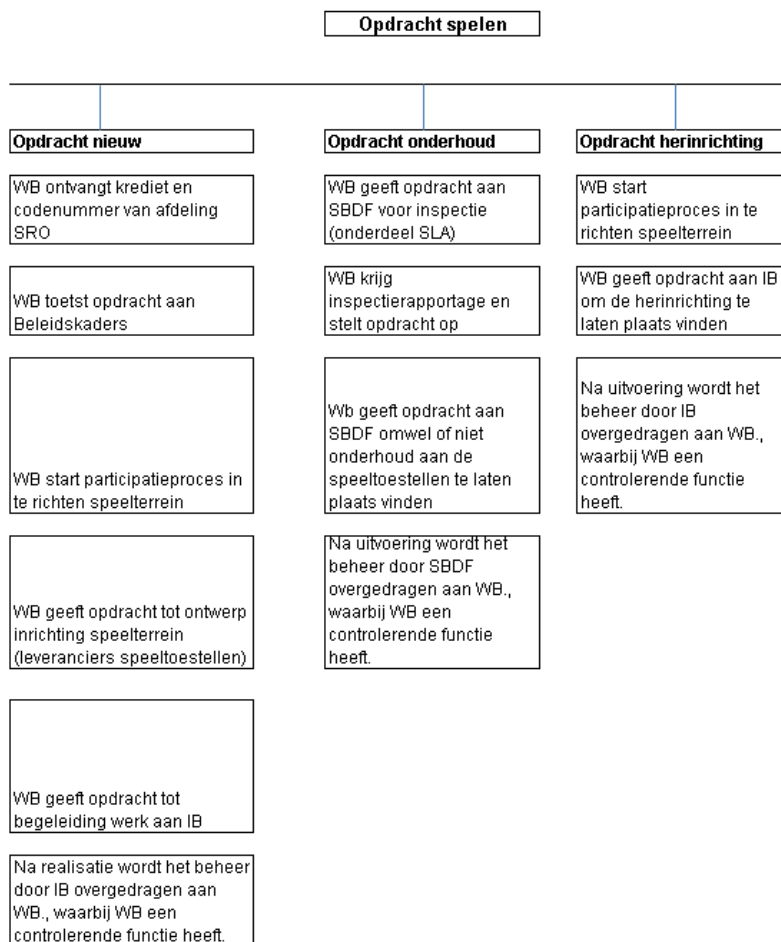 Opdracht spelen
Opdracht nieuw
WB ontvangt krediet en
codenummer van afdeling
SRO
WB toetst opdracht aan
Beleidskaders
WB start participatieproces in
te richten speelterrein
WB geeft opdracht tot ontwerp
inrichting speelterrein
(leveranciers speeltoestellen)
WB geeft opdracht tot
begeleiding werk aan IB
Na realisatie wordt het beheer
door IB overgedragen aan
WB., waarbij WB een
controlerende functie heeft.
Opdracht onderhoud
WB geeft opdracht aan
SBDF voor inspectie
(onderdeel SLA)
WB krijg
inspectierapportage en
stelt opdracht op
Wb geeft opdracht aan
SBDF omwel of niet
onderhoud aan de
speeltoestellen te laten
plaats vinden
Na uitvoering wordt het
beheer door SBDF
overgedragen aan WB.,
waarbij WB een
controlerende functie
heeft.
Opdracht herinrichting
WB start
participatieproces in te
richten speelterrein
WB geeft opdracht aan IB
om de herinrichting te
laten plaats vinden
Na uitvoering wordt het
beheer door IB
overgedragen aan WB.,
waarbij WB een
controlerende functie
heeft.